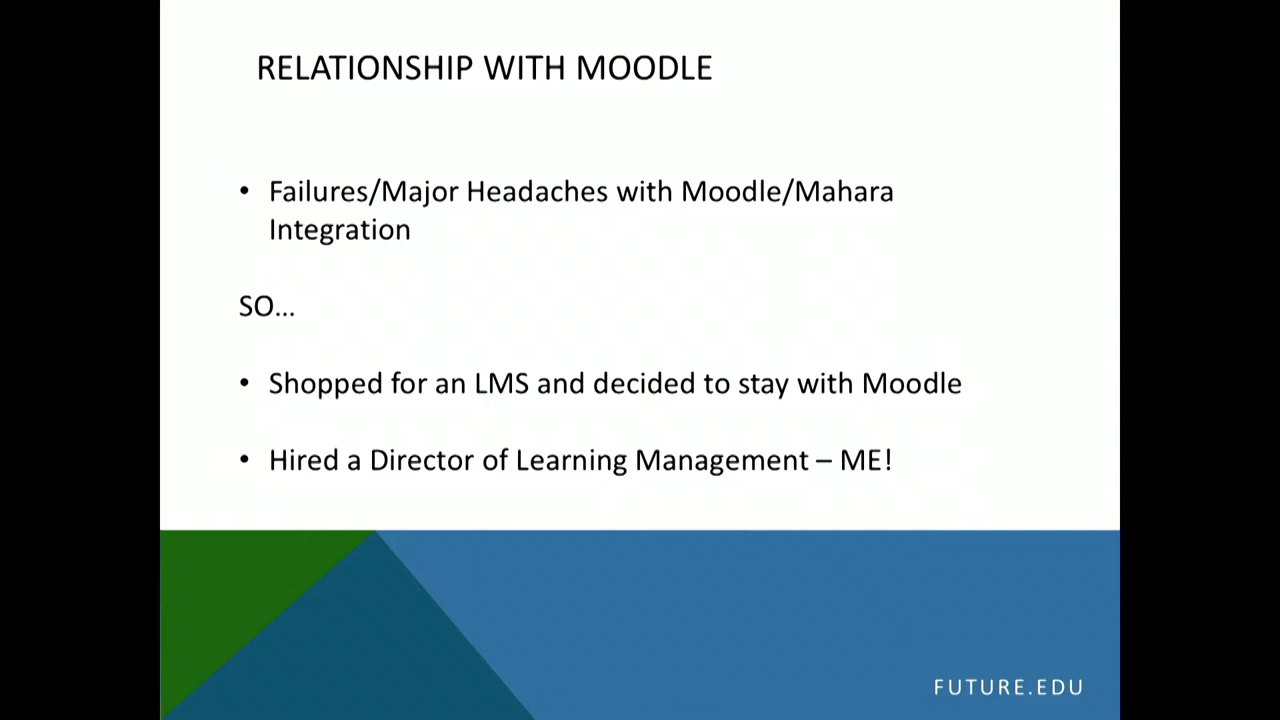 RELATIONSHIP WITH MOODLE
• Failures/Major Headaches with Moodle/Mahara
Integration
SO...
• Shopped for an LMS and decided to stay with Moodle
• Hired a Director of Learning Management – ME!
FUTURE.EDU